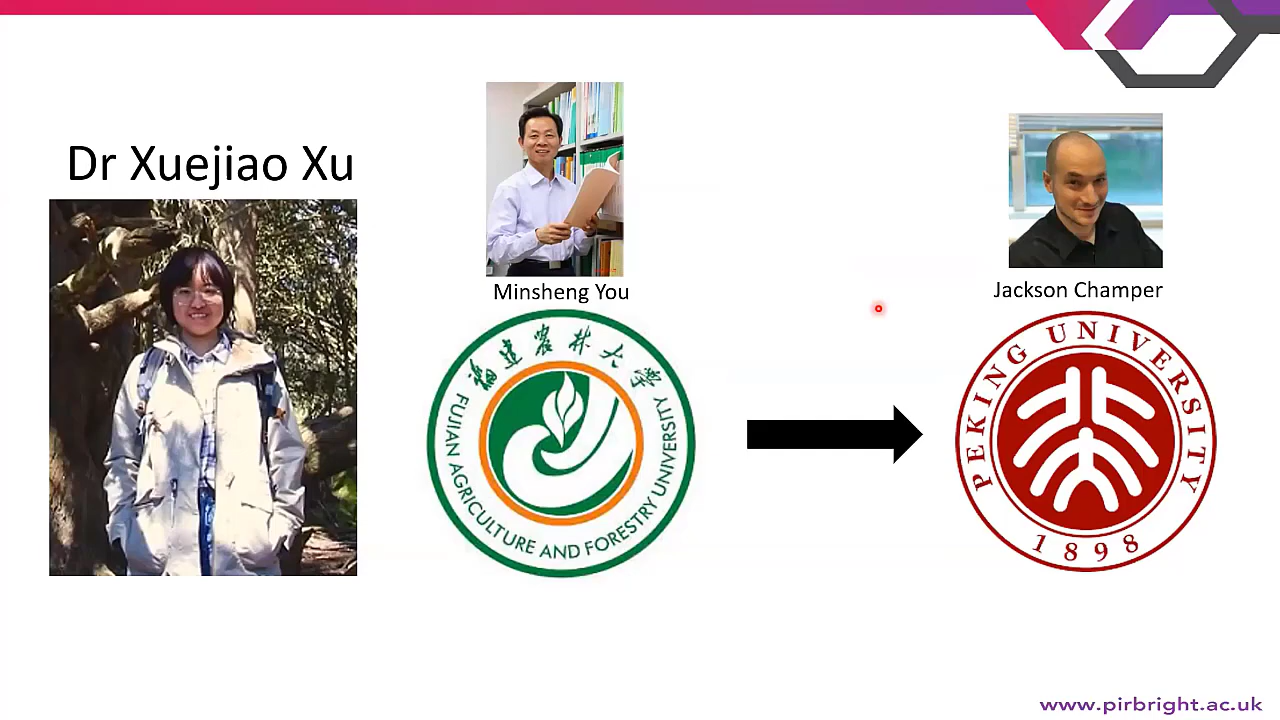 Dr Xuejiao Xu
Minsheng You
福建农林大学
FUJIAN AGRICULTURE AND FORESTRY UNIVERSITY
Jackson Champer
PEKING UNIVERSITY
1898
www.pirbright.ac.uk